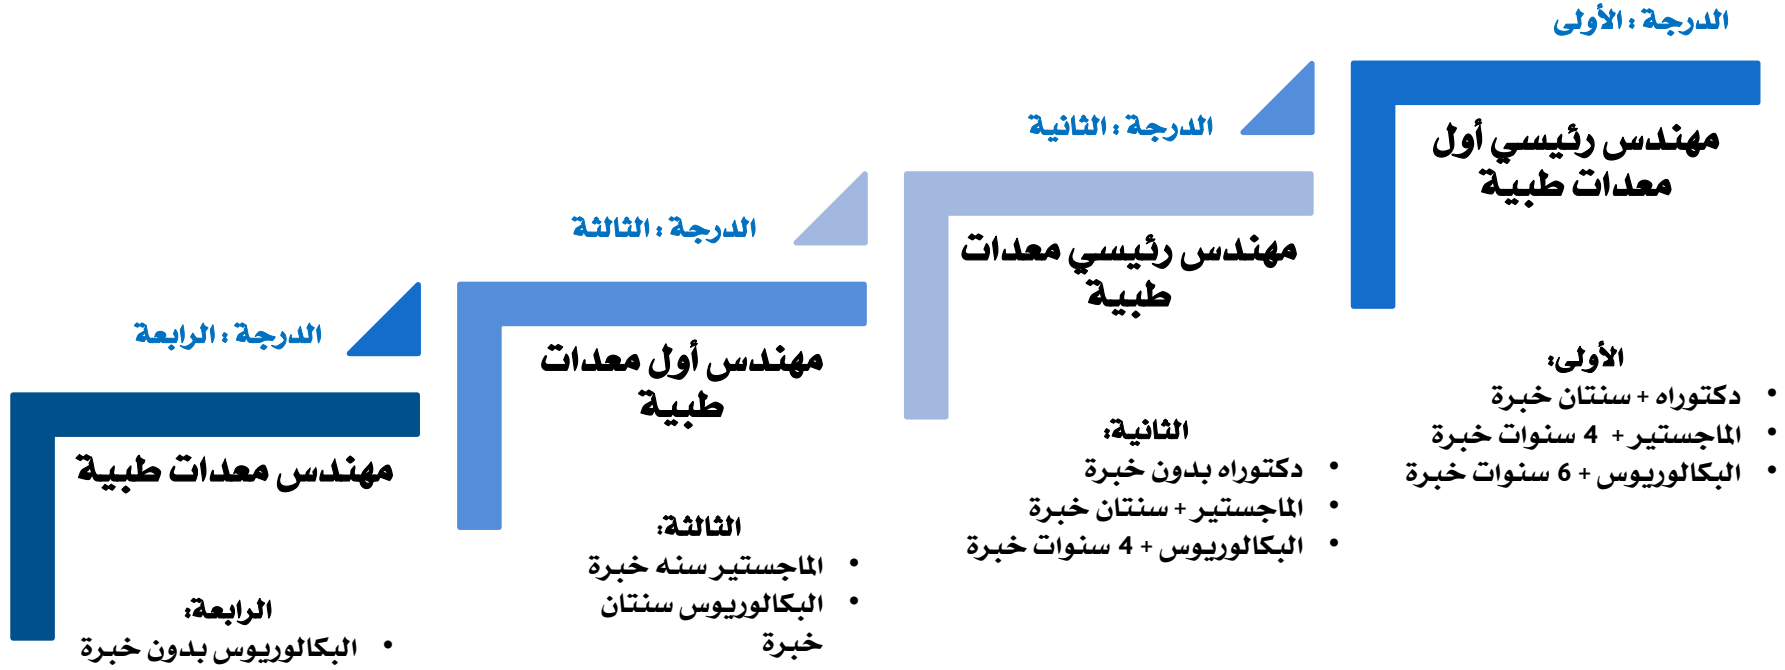 الدرجة : الأولى
مهندس رئيسي أول
معدات طبية
الأولى:
• دكتوراه + سنتان خبرة
• الماجستير + 4 سنوات خبرة
• البكالوريوس + 6 سنوات خبرة
الدرجة : الثانية
مهندس رئيسي معدات
طبية
الثانية:
• دكتوراه بدون خبرة
• الماجستير + سنتان خبرة
• البكالوريوس + 4 سنوات خبرة
الدرجة : الثالثة
مهندس أول معدات
طبية
الثالثة:
• الماجستير سنه خبرة
• البكالوريوس سنتان
خبرة
الدرجة : الرابعة
مهندس معدات طبية
الرابعة:
• البكالوريوس بدون خبرة